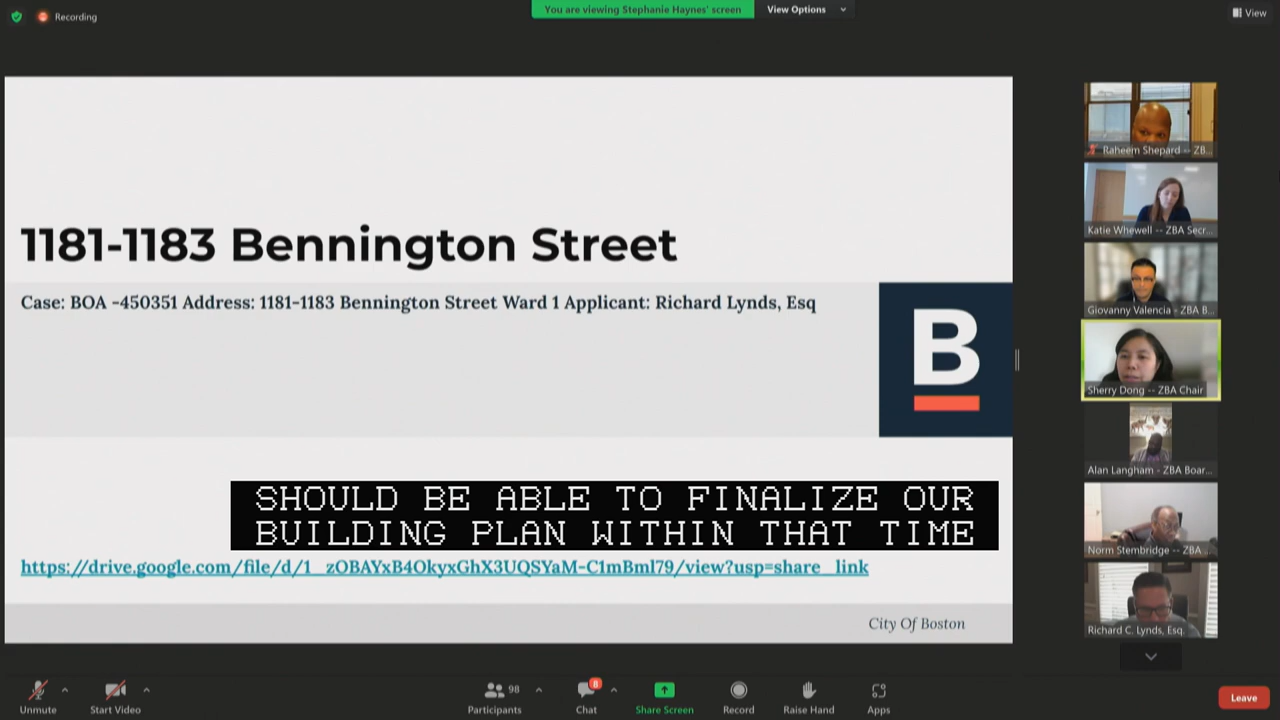 Recording
You are viewing Stephanie Haynes' screen
View Options
View
1181-1183 Bennington Street
Case: BOA -450351 Address: 1181-1183 Bennington Street Ward 1 Applicant: Richard Lynds, Esq
B
SHOULD BE ABLE TO FINALIZE OUR
BUILDING PLAN WITHIN THAT TIME
https://drive.google.com/file/d/1_zOBAYxB4OkyxGhX3UQSYaM-C1mBml79/view?usp=share_link
City Of Boston
Raheem Shepard -- ZB...
Katie Whewell -- ZBA Secr...
Giovanny Valencia - ZBA B...
Sherry Dong -- ZBA Chair
Alan Langham - ZBA Boar...
Norm Stembridge -- ZBA ...
Richard C. Lynds, Esq.
Unmute
Start Video
98
Participants
8
Chat
Share Screen
Record
Raise Hand
Apps
Leave